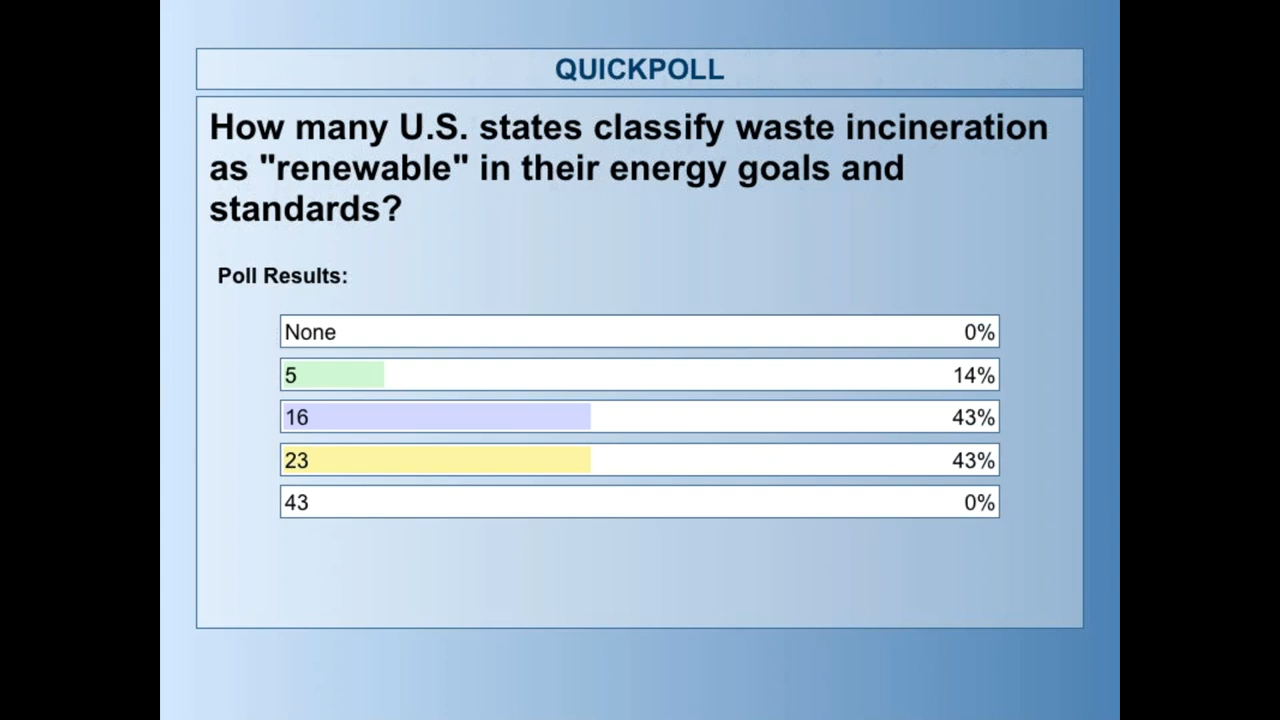 QUICKPOLL
How many U.S. states classify waste incineration
as "renewable" in their energy goals and
standards?
Poll Results:
None 0%
5 14%
16 43%
23 43%
43 0%